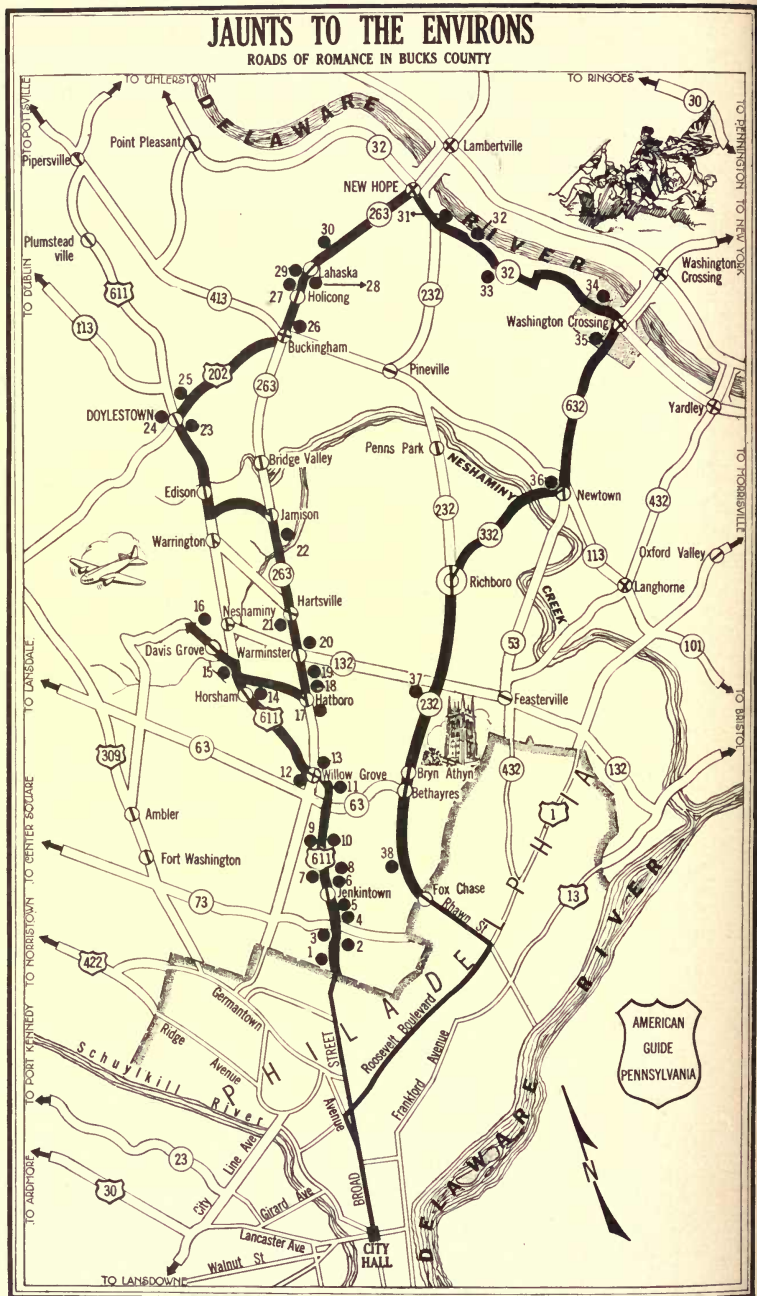 JAUNTS TO THE ENVIRONS
ROADS OF ROMANCE IN BUCKS COUNTY
TO POTTSVILLE
TO UHLERSTOWN
TO RINGOES
30
TO PENNINGTON
TO NEW YORK
DELAWARE
RIVER
Pipersville
Point Pleasant
32
Lambertville
NEW HOPE
263
31
32
30
Plumstead
ville
611
TO DUBLIN
29
Lahaska
28
27
Holicong
413
232
33
32
34
Washington
Crossing
Washington Crossing
35
113
26
Buckingham
202
25
263
Pineville
DOYLESTOWN
24
23
632
Yardley
Bridge Valley
Penns Park
NESHAMINY
CREEK
36
Newtown
TO MORRISVILLE
Edison
Jamison
232
332
432
Warrington
22
263
113
Oxford Valley
Richboro
Langhorne
Hartsville
16
Neshaminy
21
53
Davis Grove
Warminster
20
132
101
15
19
18
TO LANSDALE
Horsham
14
17
Hatboro
37
232
Feasterville
TO BRISTOL
611
63
13
309
12
Willow Grove
11
63
Bryn Athyn
Bethayres
432
132
1
Ambler
TO CENTER SQUARE
9
10
611
Fort Washington
7
8
6
38
Jenkintown
5
4
Fox Chase
Rhawn St
13
73
3
1
2
TO NORRISTOWN
422
Germantown
Ridge
Avenue
PHILADELPHIA
STREET
Roosevelt Boulevard
Frankford Avenue
DELAWARE RIVER
AMERICAN
GUIDE
PENNSYLVANIA
TO PORT KENNEDY
Schuylkill River
Avenue
23
City Line Ave
BROAD
N
TO ARDMORE
30
Girard Ave
Lancaster Ave
Walnut St
CITY
HALL
TO LANSDOWNE